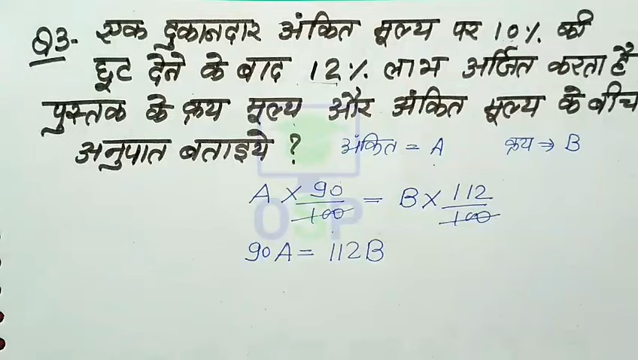 Q3- एक दुकानदार अंकित मूल्य पर 10% की
छूट देने के बाद 12% लाभ अर्जित करता है
पुस्तक के क्रय मूल्य और अंकित मूल्य के बीच
अनुपात बताइये ? अंकित = A क्रय → B
A × 90/100 = B × 112/100
90A = 112B
OSP